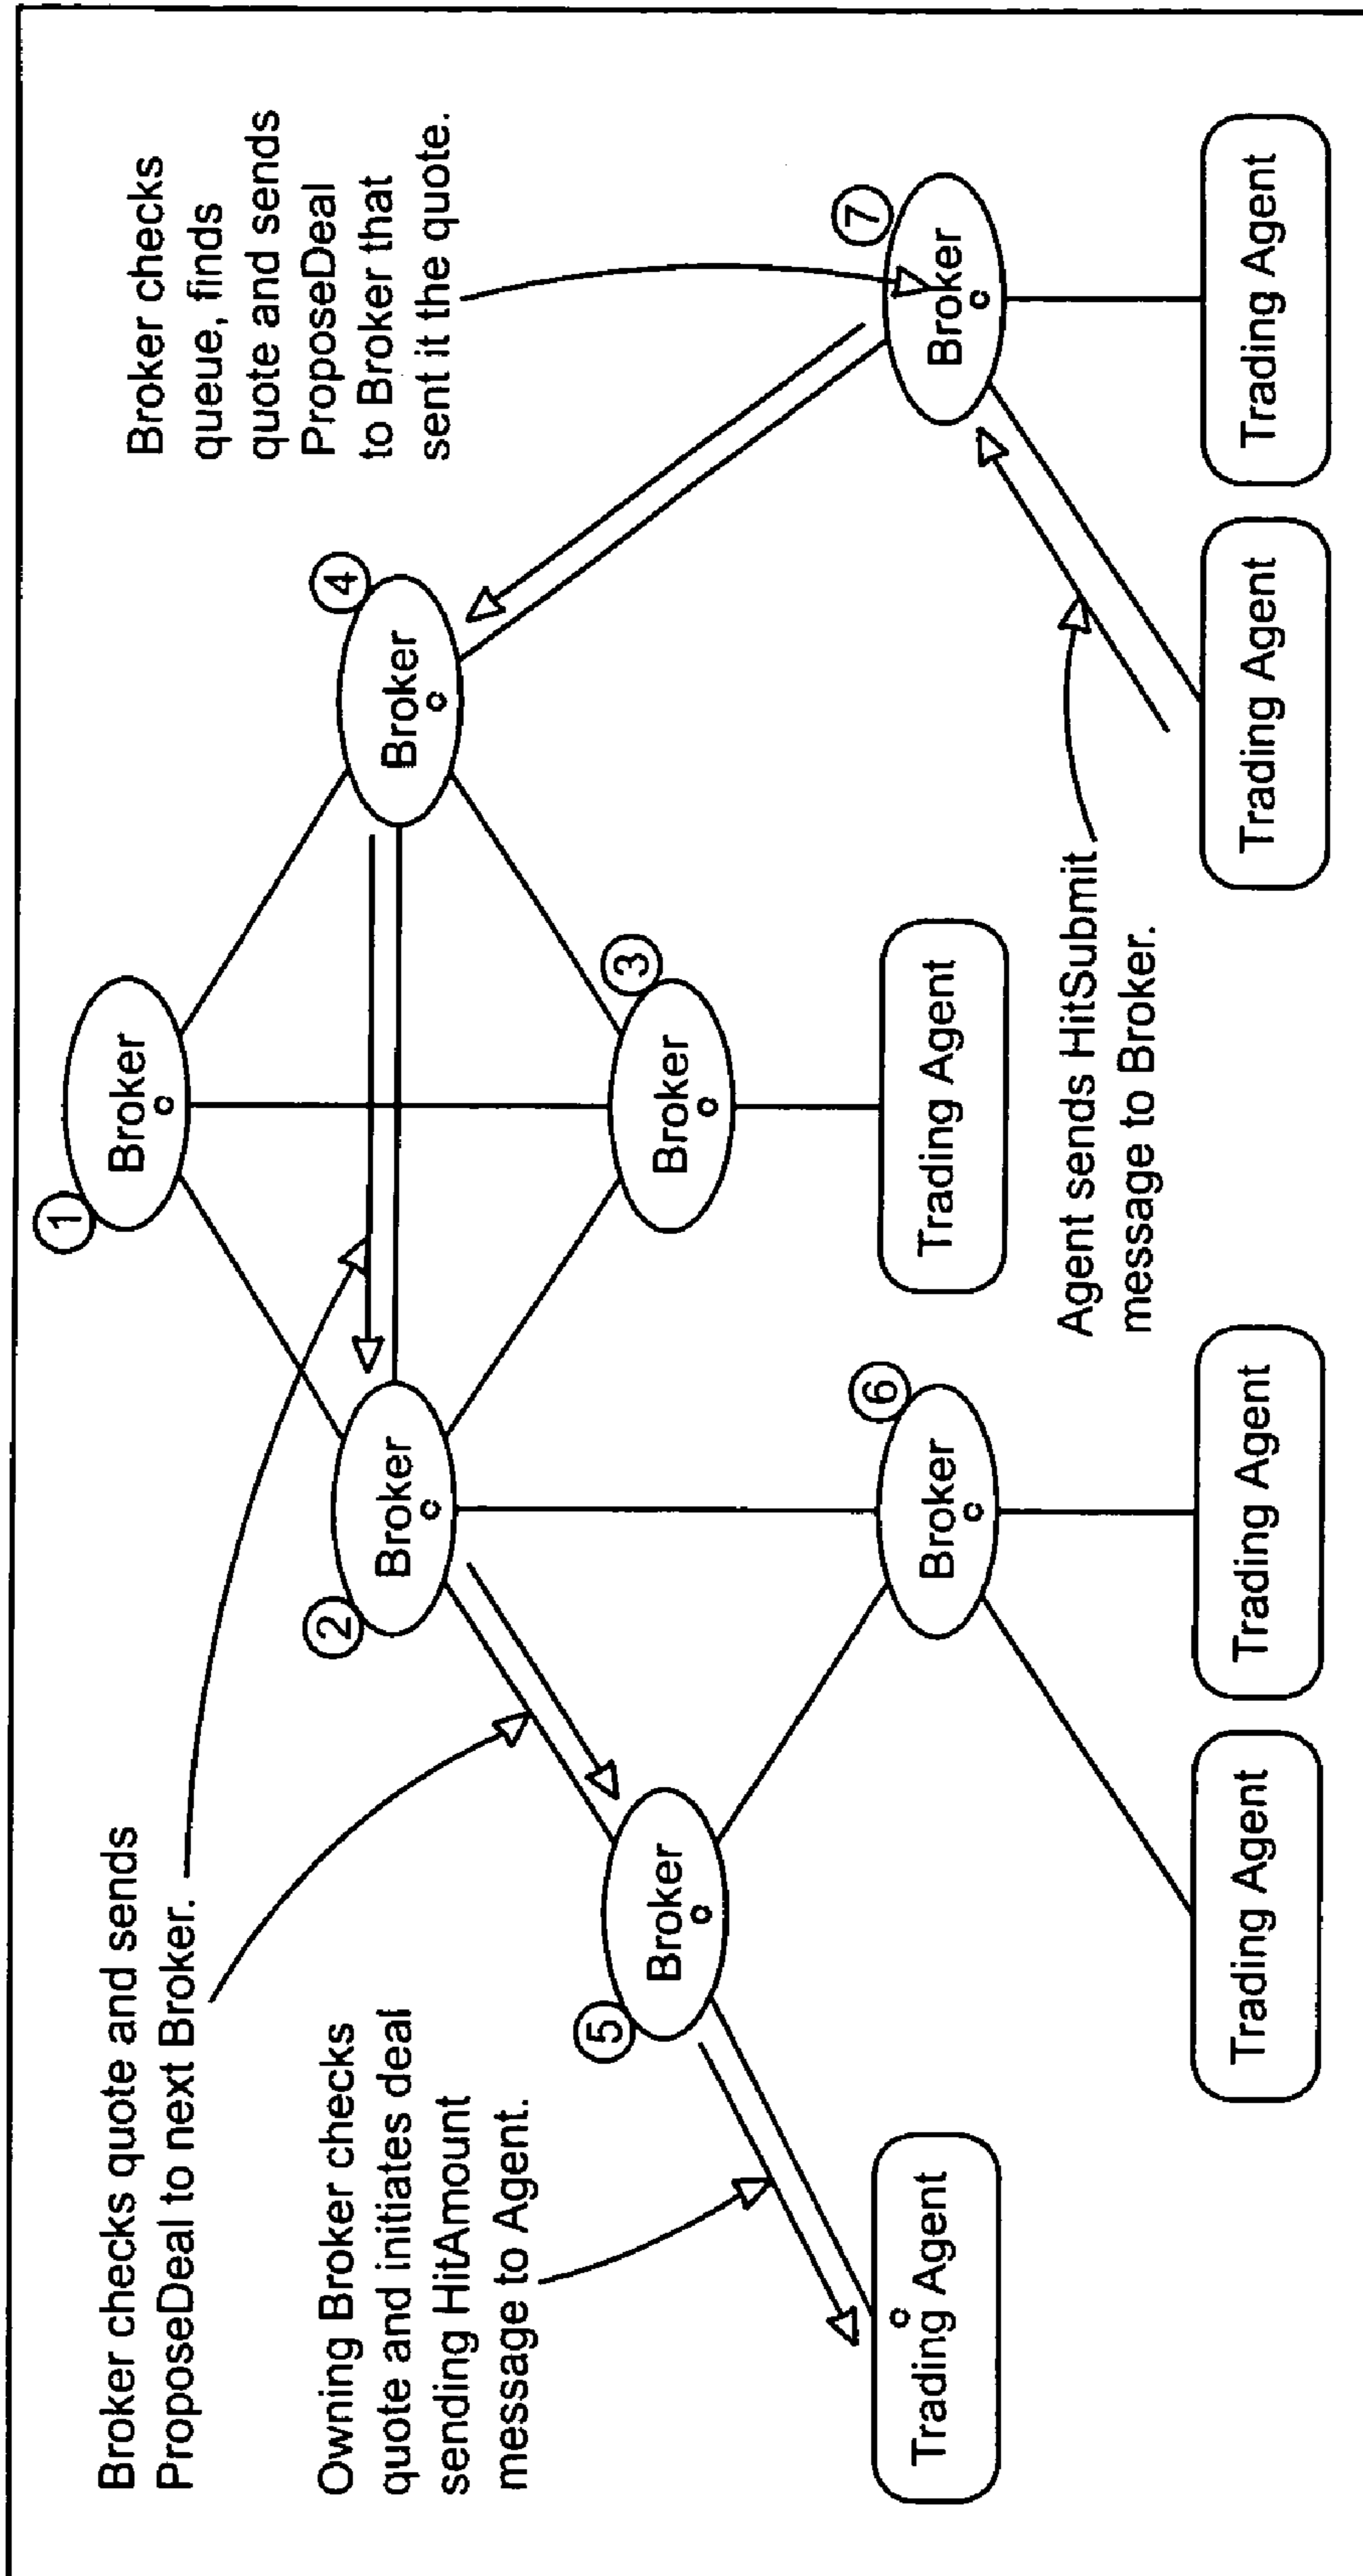 Broker checks quote and sends
ProposeDeal to next Broker.
Owning Broker checks
quote and initiates deal
sending HitAmount
message to Agent.
Broker checks
queue, finds
quote and sends
ProposeDeal
to Broker that
sent it the quote.
1
Broker
2
Broker
4
Broker
3
Broker
5
Broker
6
Broker
7
Broker
Trading Agent
Trading Agent
Agent sends HitSubmit
message to Broker.
Trading Agent
Trading Agent
Trading Agent
Trading Agent